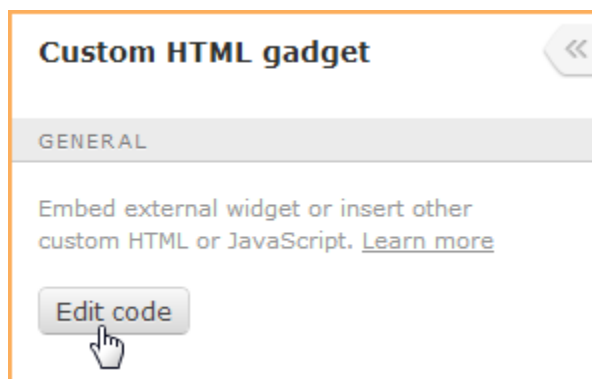 Custom HTML gadget
GENERAL
Embed external widget or insert other
custom HTML or JavaScript. Learn more
Edit code